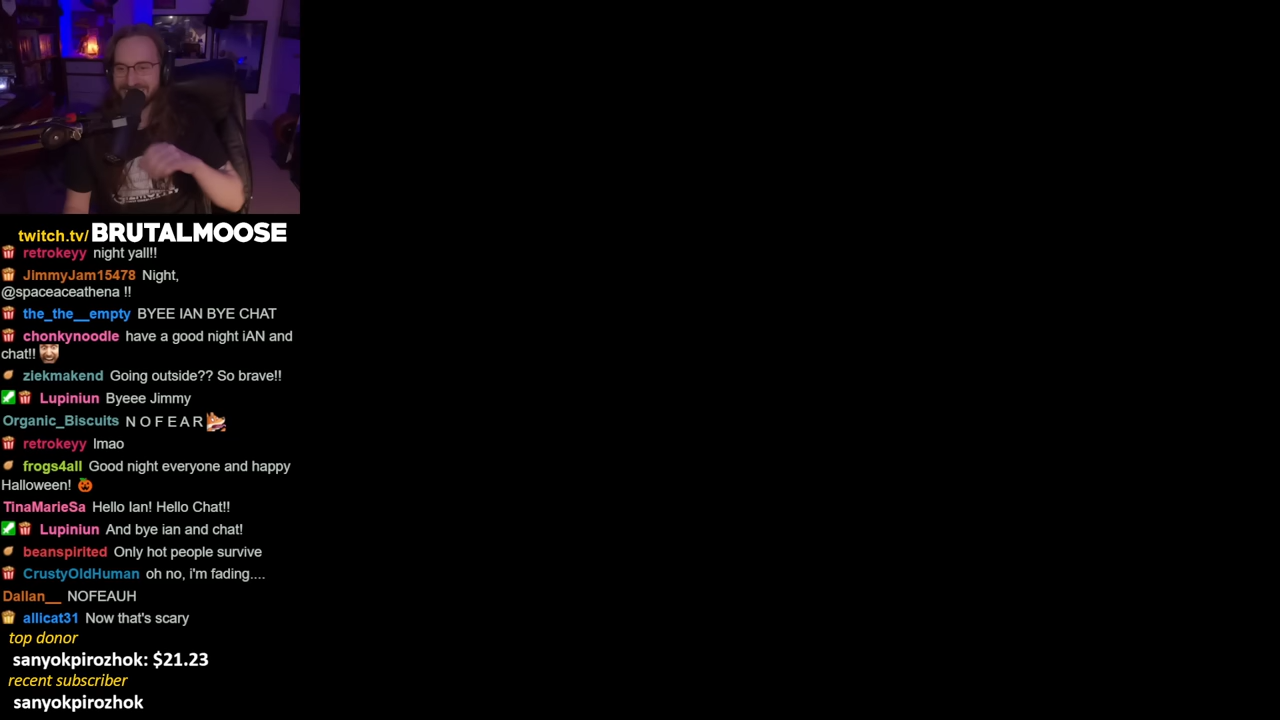 twitch.tv/BRUTALMOOSE
retrokeyy night yall!!
JimmyJam15478 Night,
@spaceaceathena !!
the_the__empty BYEE IAN BYE CHAT
chonkynoodle have a good night iAN and
chat!!
ziekmakend Going outside?? So brave!!
Lupiniun Byeee Jimmy
Organic_Biscuits N O F E A R
retrokeyy lmao
frogs4all Good night everyone and happy
Halloween!
TinaMarieSa Hello Ian! Hello Chat!!
Lupiniun And bye ian and chat!
beanspirited Only hot people survive
CrustyOldHuman oh no, i'm fading....
Dallan__ NOFEAUH
allicat31 Now that's scary
top donor
sanyokpirozhok: $21.23
recent subscriber
sanyokpirozhok